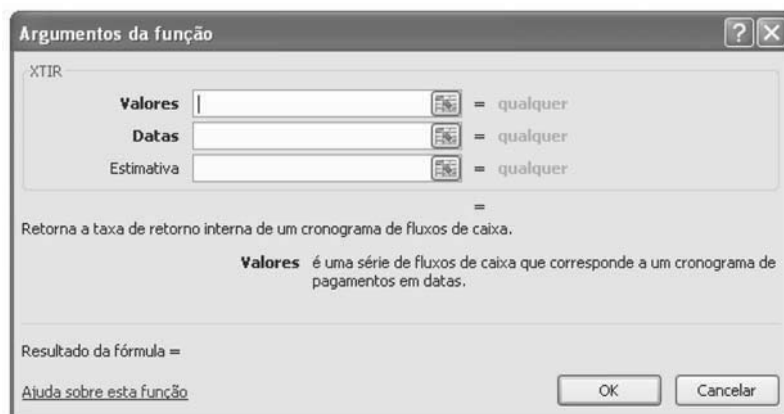 Argumentos da função
XTIR
Valores = qualquer
Datas = qualquer
Estimativa = qualquer
=
Retorna a taxa de retorno interna de um cronograma de fluxos de caixa.
Valores é uma série de fluxos de caixa que corresponde a um cronograma de
pagamentos em datas.
Resultado da fórmula =
Ajuda sobre esta função OK Cancelar